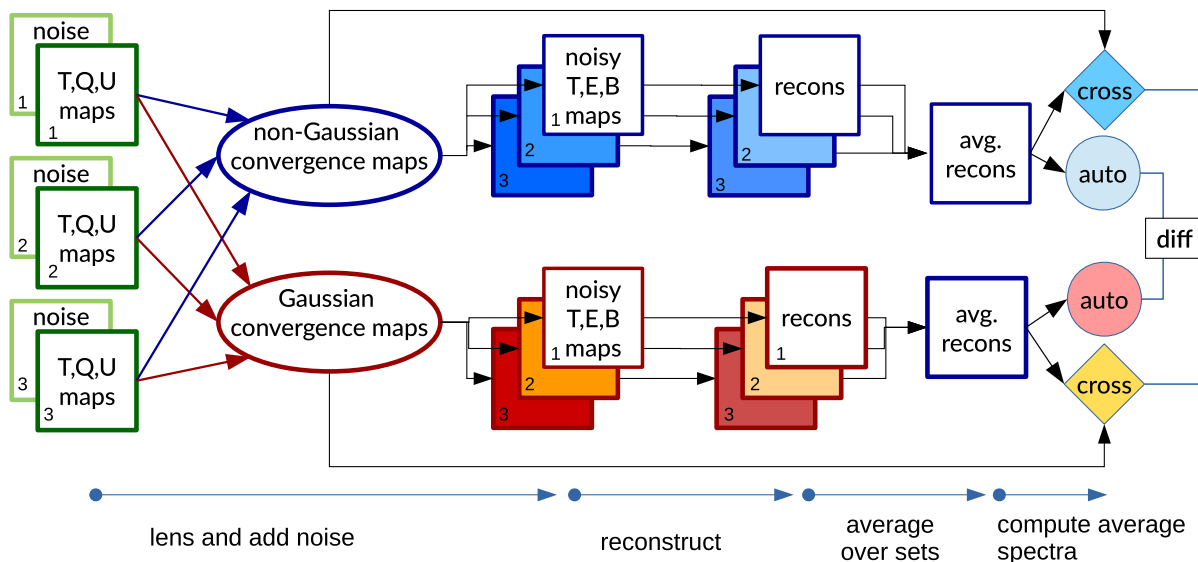 noise
1
T,Q,U
maps
1
noise
2
T,Q,U
maps
2
noise
3
T,Q,U
maps
3
non-Gaussian
convergence maps
Gaussian
convergence maps
noisy
T,E,B
1 maps
2
3
recons
2
3
avg.
recons
cross
auto
diff
noisy
T,E,B
1 maps
2
3
recons
1
2
3
avg.
recons
auto
cross
lens and add noise
reconstruct
average
over sets
compute average
spectra